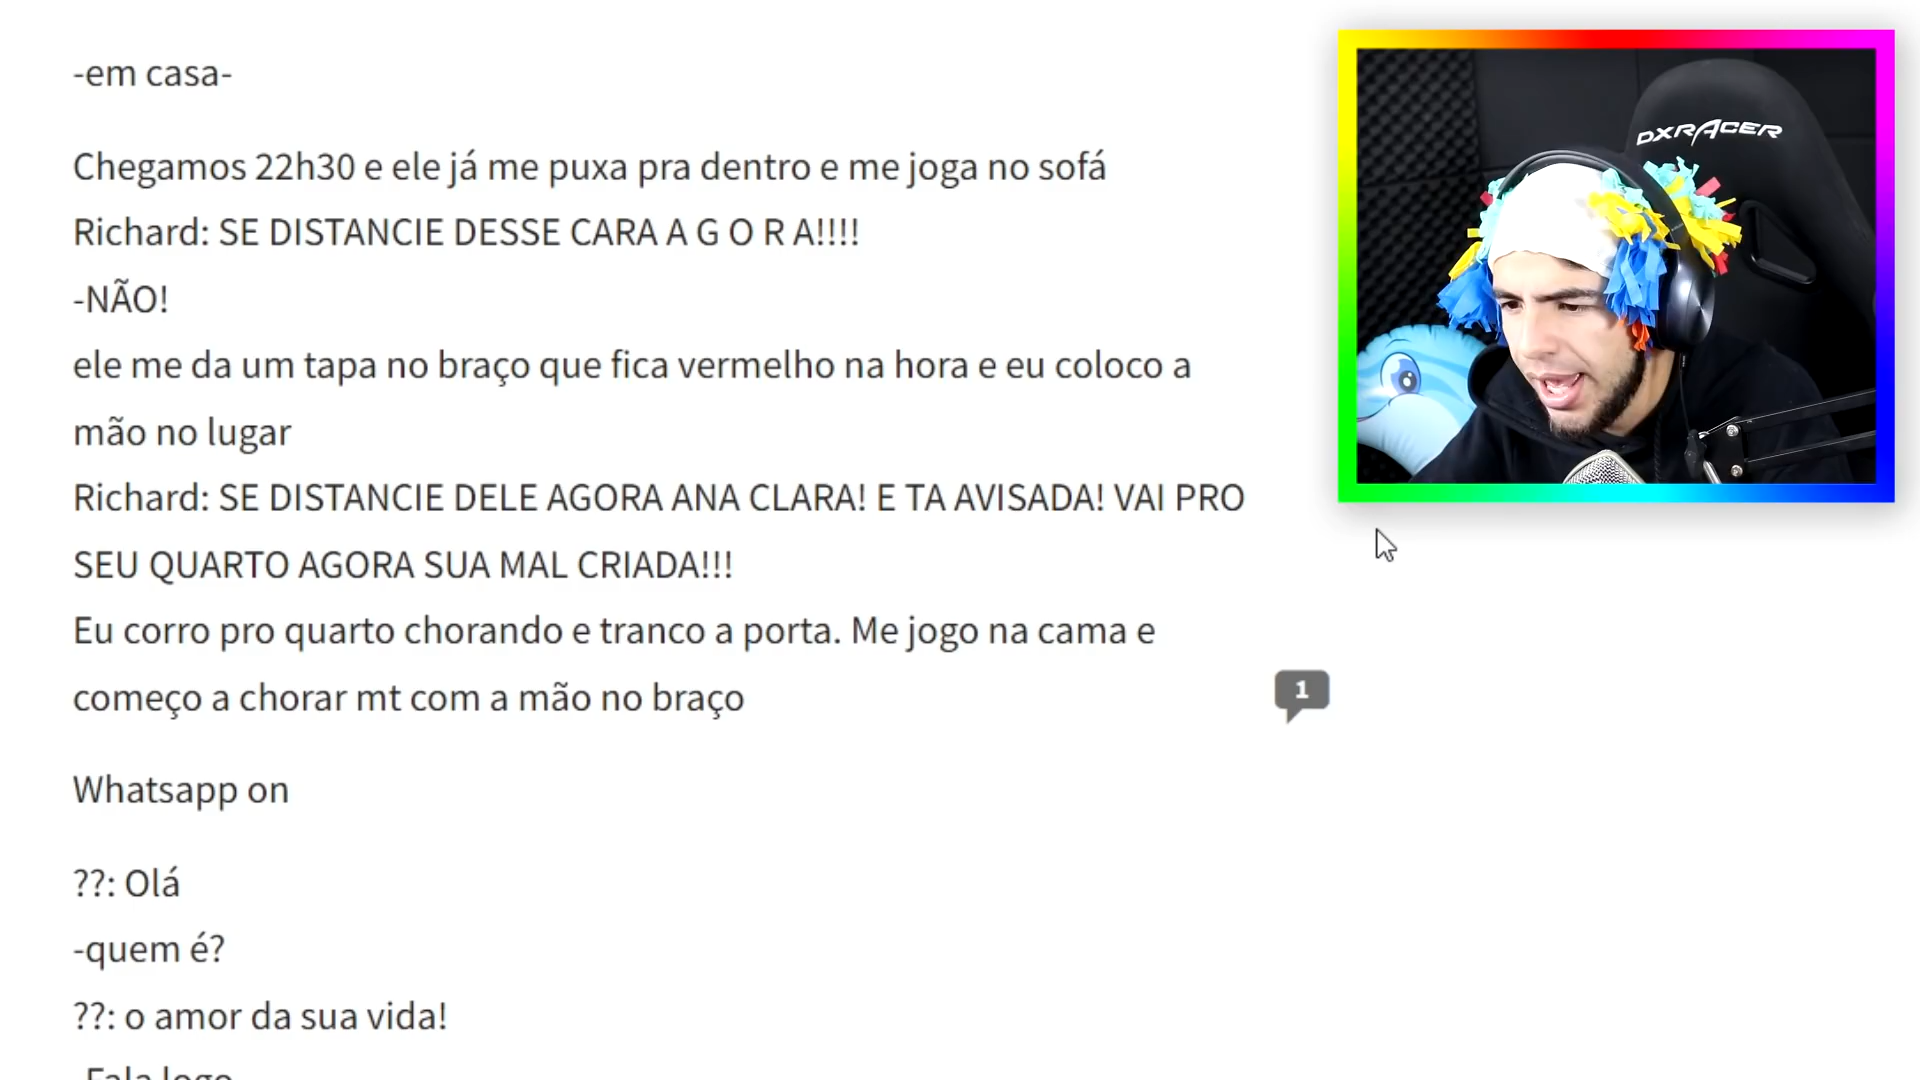 -em casa-
Chegamos 22h30 e ele já me puxa pra dentro e me joga no sofá
Richard: SE DISTANCIE DESSE CARA A G O R A!!!!
-NÃO!
ele me da um tapa no braço que fica vermelho na hora e eu coloco a
mão no lugar
Richard: SE DISTANCIE DELE AGORA ANA CLARA! E TA AVISADA! VAI PRO
SEU QUARTO AGORA SUA MAL CRIADA!!!
Eu corro pro quarto chorando e tranco a porta. Me jogo na cama e
começo a chorar mt com a mão no braço
1
Whatsapp on
??: Olá
-quem é?
??: o amor da sua vida!
-Fala logo
DXRACER